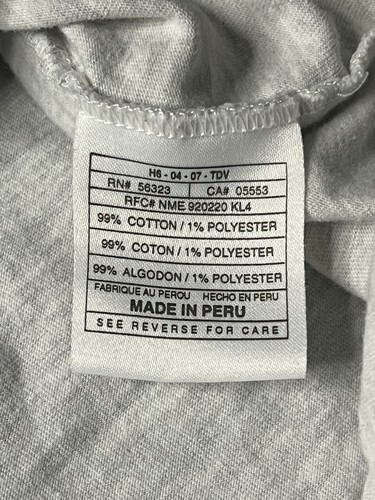 H6 - 04 - 07 - TDV
RN# 56323 CA# 05553
RFC# NME 920220 KL4
99% COTTON / 1% POLYESTER
99% COTON / 1% POLYESTER
99% ALGODON / 1% POLYESTER
FABRIQUE AU PEROU HECHO EN PERU
MADE IN PERU
SEE REVERSE FOR CARE